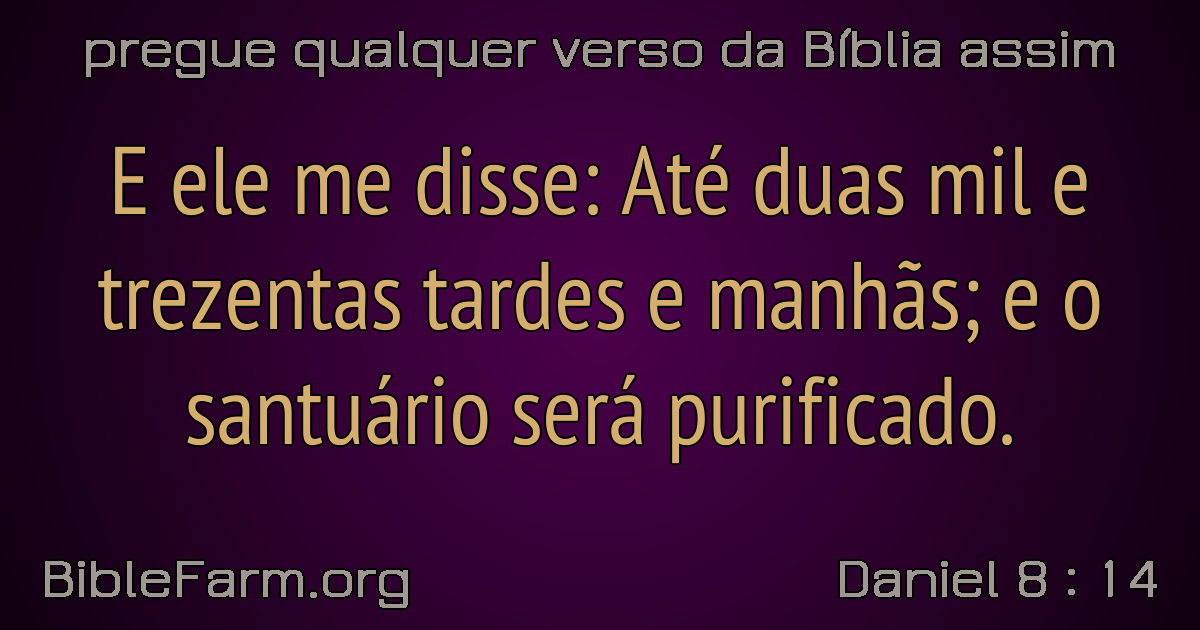 pregue qualquer verso da Bíblia assim
E ele me disse: Até duas mil e
trezentas tardes e manhãs; e o
santuário será purificado.
BibleFarm.org
Daniel 8 : 14